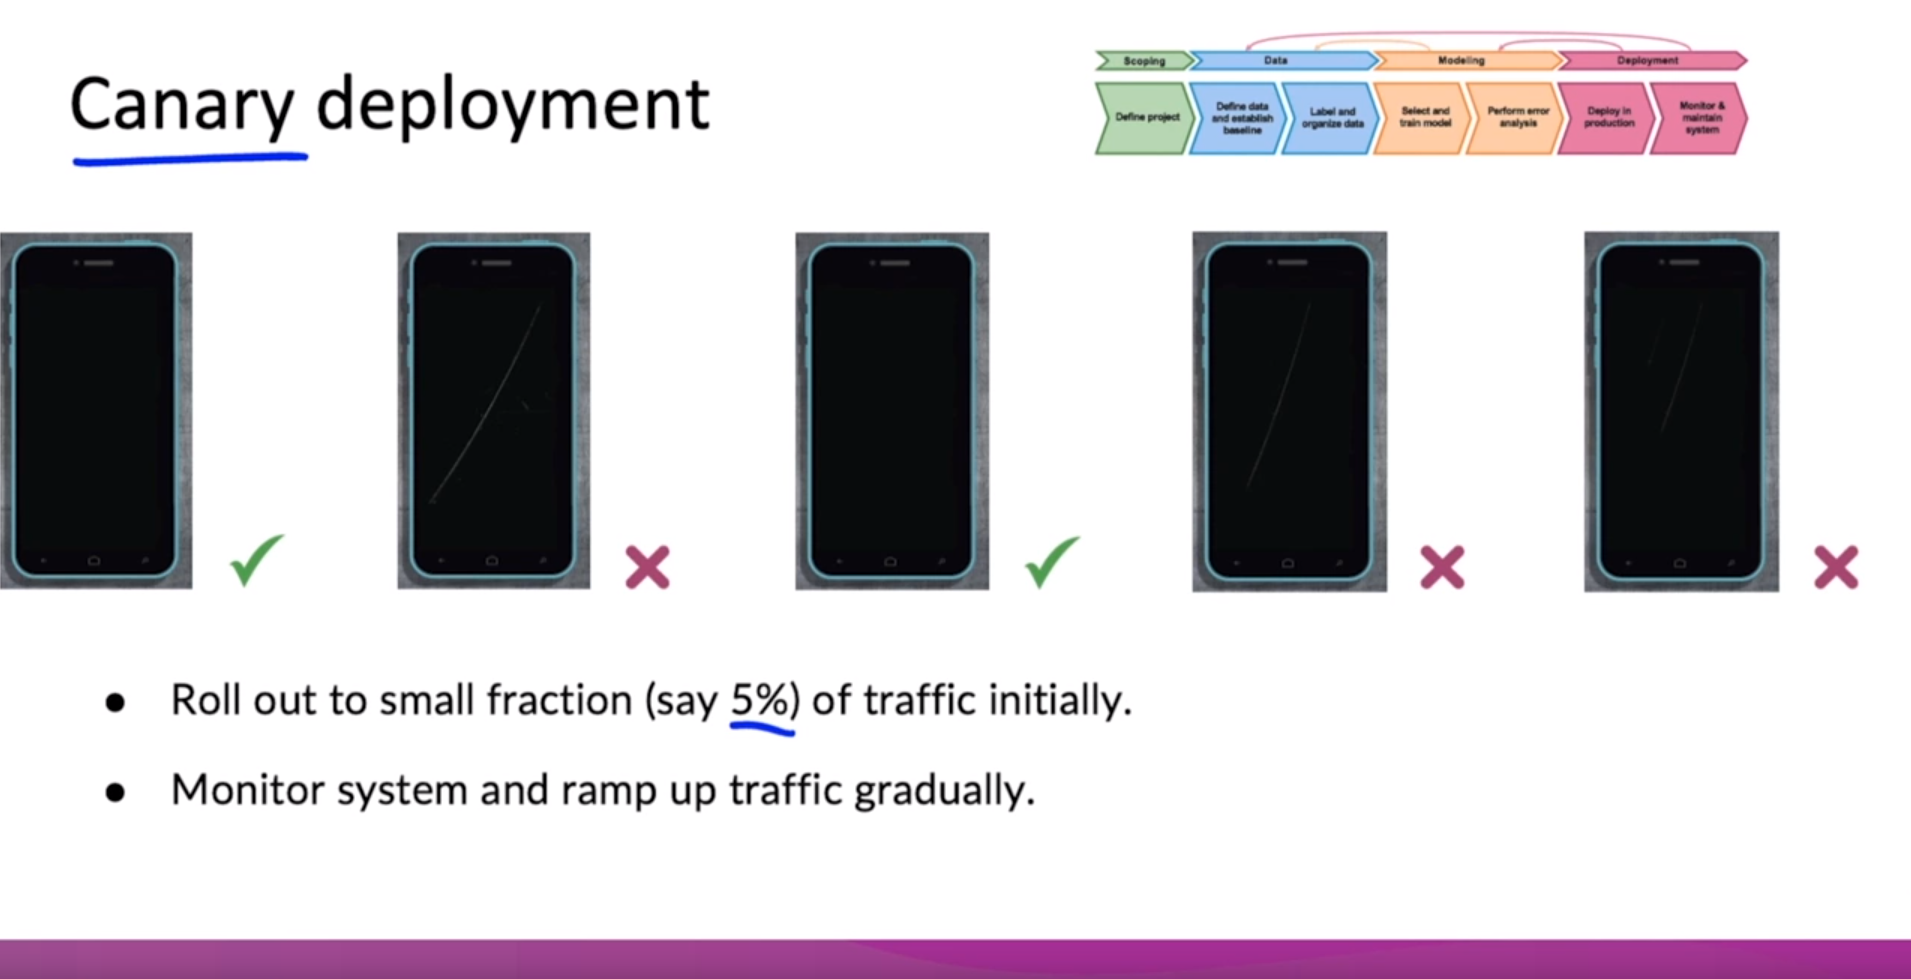 Canary deployment
Scoping
Data
Modeling
Deployment
Define project
Define data
and establish
baseline
Label and
organize data
Select and
train model
Perform error
analysis
Deploy in
production
Monitor &
maintain
system
● Roll out to small fraction (say 5%) of traffic initially.
● Monitor system and ramp up traffic gradually.